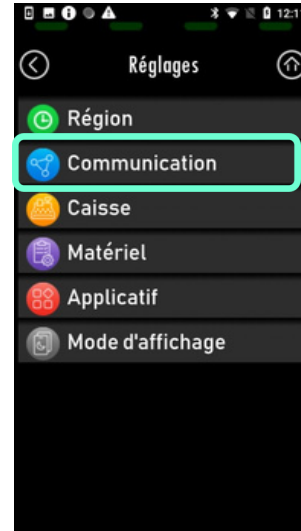 12:1
Réglages
Région
Communication
Caisse
Matériel
Applicatif
Mode d'affichage